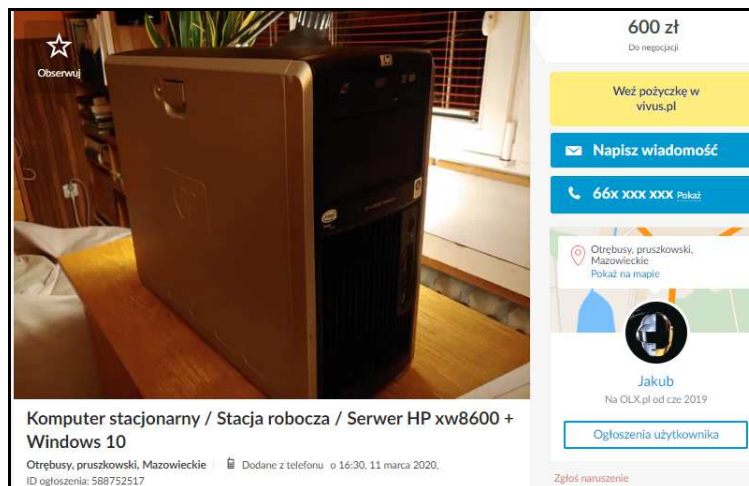 Obserwuj
hp
intel
600 zł
Do negocjacji
Weź pożyczkę w
vivus.pl
Napisz wiadomość
66x xxx xxx Pokaż
Otrębusy, pruszkowski,
Mazowieckie
Pokaż na mapie
Jakub
Na OLX.pl od cze 2019
Ogłoszenia użytkownika
Zgłoś naruszenie
Komputer stacjonarny / Stacja robocza / Serwer HP xw8600 +
Windows 10
Otrębusy, pruszkowski, Mazowieckie Dodane z telefonu o 16:30, 11 marca 2020,
ID ogłoszenia: 588752517